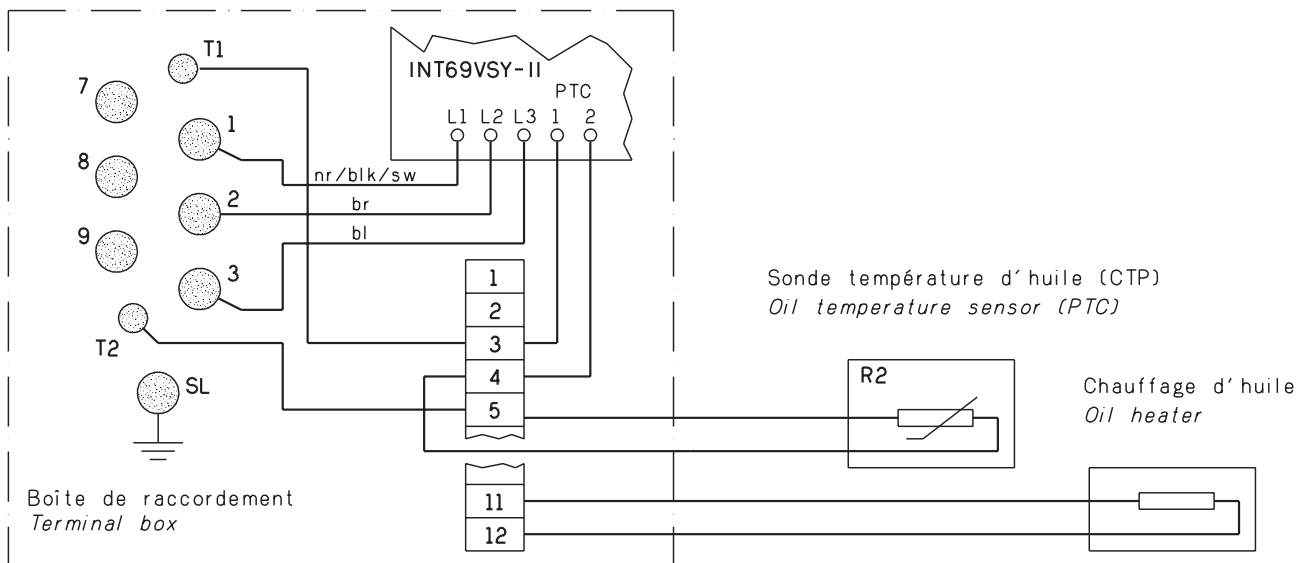 T1
INT69VSY-II
7
PTC
1
L1 L2 L3 1 2
8
nr/blk/sw
2
br
9
bl
3
1
Sonde température d'huile (CTP)
Oil temperature sensor (PTC)
2
T2
3
4
R2
SL
Chauffage d'huile
Oil heater
5
Boîte de raccordement
Terminal box
11
12